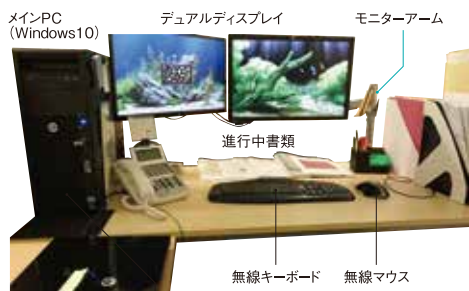 メインPC
(Windows10)
デュアルディスプレイ
モニターアーム
進行中書類
無線キーボード
無線マウス